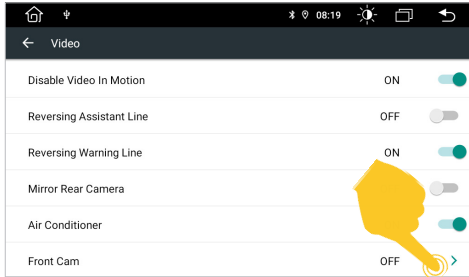 08:19
Video
Disable Video In Motion ON
Reversing Assistant Line OFF
Reversing Warning Line ON
Mirror Rear Camera
Air Conditioner
Front Cam OFF